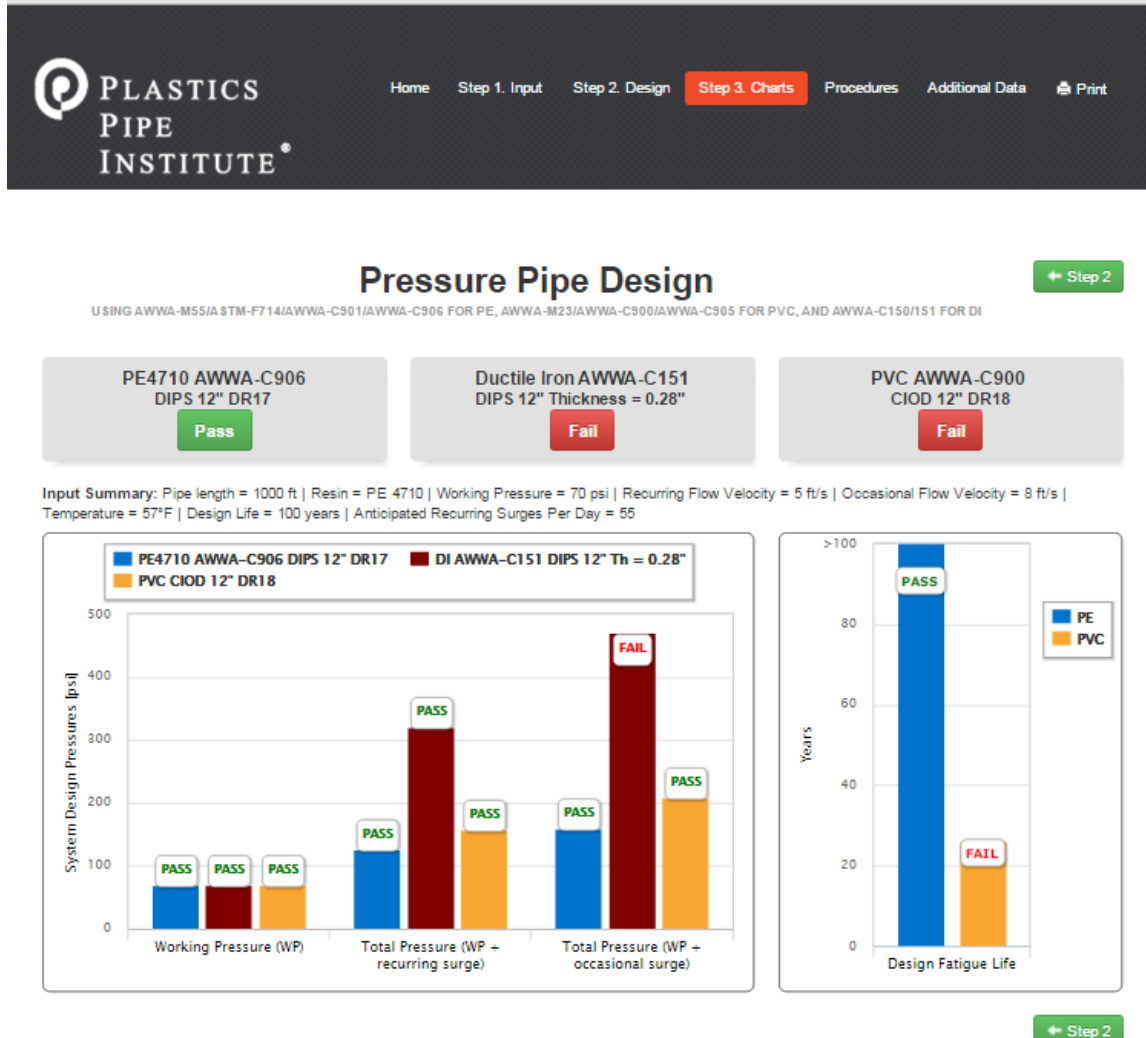 PLASTICS
PIPE
INSTITUTE®
Home Step 1. Input Step 2. Design Step 3. Charts Procedures Additional Data Print
Pressure Pipe Design
← Step 2
USING AWWA-M55/ASTM-F714/AWWA-C901/AWWA-C906 FOR PE, AWWA-M23/AWWA-C900/AWWA-C905 FOR PVC, AND AWWA-C150/151 FOR DI
PE4710 AWWA-C906
DIPS 12" DR17
Pass
Ductile Iron AWWA-C151
DIPS 12" Thickness = 0.28"
Fail
PVC AWWA-C900
CIOD 12" DR18
Fail
Input Summary: Pipe length = 1000 ft | Resin = PE 4710 | Working Pressure = 70 psi | Recurring Flow Velocity = 5 ft/s | Occasional Flow Velocity = 8 ft/s |
Temperature = 57°F | Design Life = 100 years | Anticipated Recurring Surges Per Day = 55
PE4710 AWWA-C906 DIPS 12" DR17 DI AWWA-C151 DIPS 12" Th = 0.28"
PVC CIOD 12" DR18
System Design Pressures [psi]
500
400
300
200
100
0
PASS PASS PASS
PASS PASS PASS
PASS FAIL PASS
Working Pressure (WP)
Total Pressure (WP +
recurring surge)
Total Pressure (WP +
occasional surge)
Years
>100
80
60
40
20
0
PASS
FAIL
PE
PVC
Design Fatigue Life
← Step 2